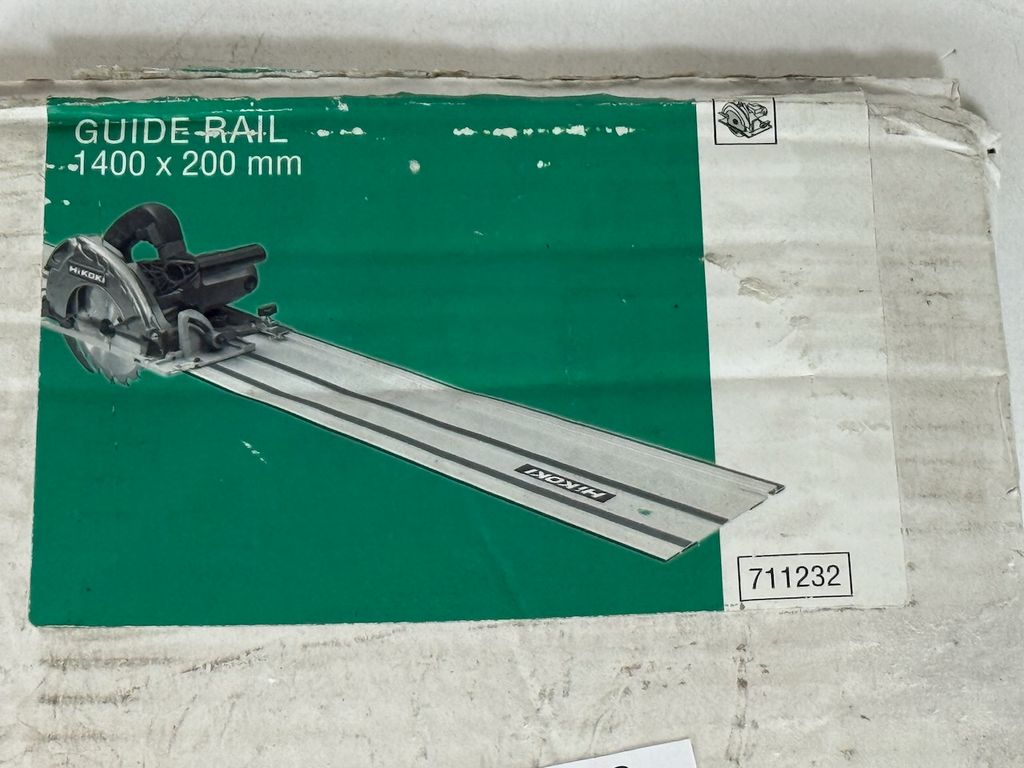 GUIDE RAIL
1400 x 200 mm
HiKOKI
HiKOKI
711232